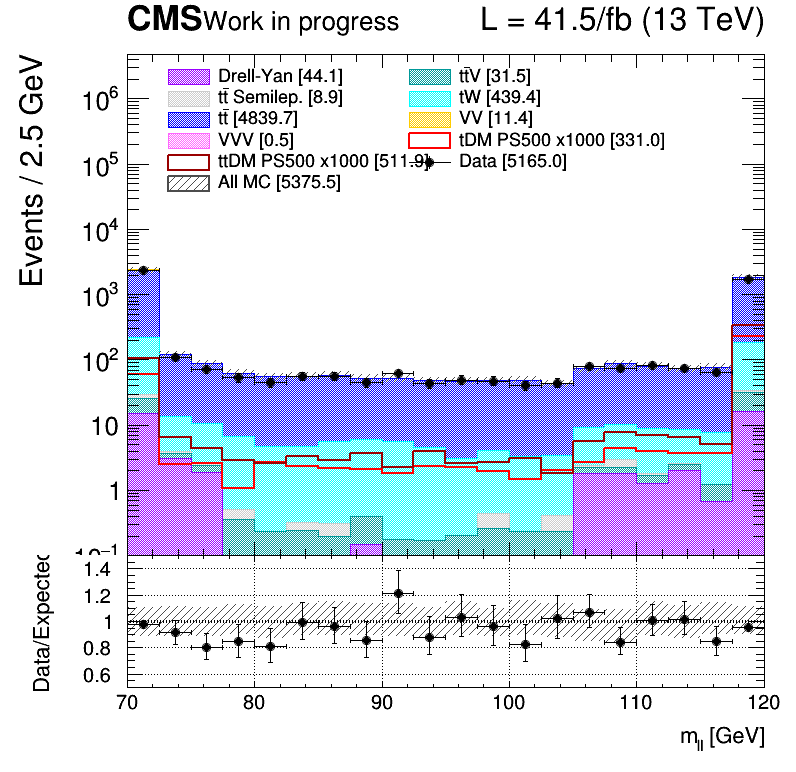 CMS Work in progress L = 41.5/fb (13 TeV)
Events / 2.5 GeV
Drell-Yan [44.1] tt̄V [31.5]
tt̄ Semilep. [8.9] tW [439.4]
tt̄ [4839.7] VV [11.4]
VVV [0.5] tDM PS500 x1000 [331.0]
ttDM PS500 x1000 [511.9] Data [5165.0]
All MC [5375.5]
10⁶
10⁵
10⁴
10³
10²
10
1
10⁻¹
Data/Expected
1.4
1.2
1
0.8
0.6
70 80 90 100 110 120
m_ll [GeV]